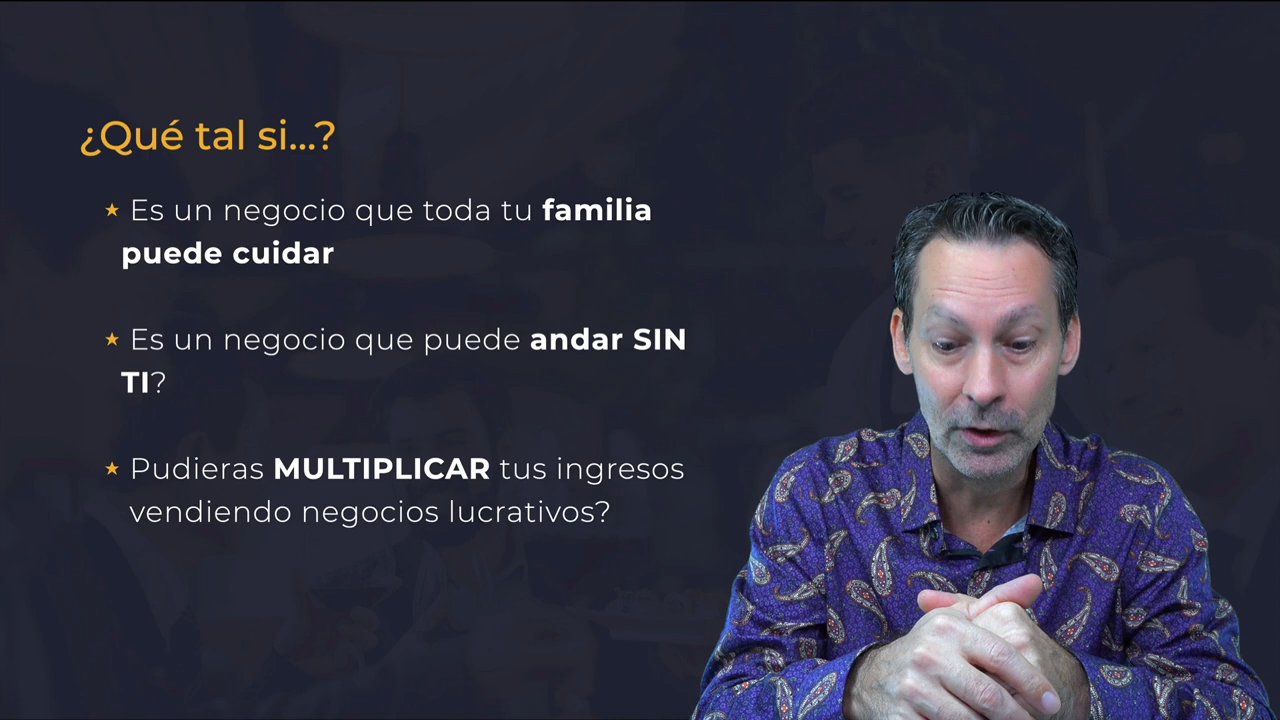 ¿Qué tal si...?
★ Es un negocio que toda tu familia
puede cuidar
★ Es un negocio que puede andar SIN
TI?
★ Pudieras MULTIPLICAR tus ingresos
vendiendo negocios lucrativos?